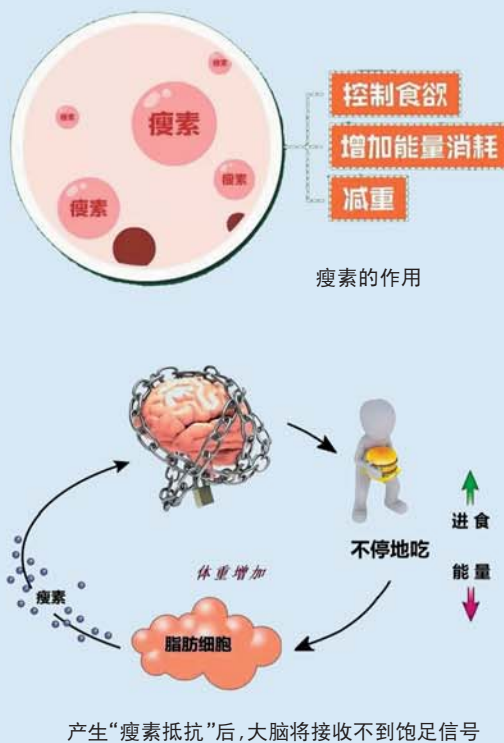 瘦素
瘦素
瘦素
瘦素
瘦素
控制食欲
增加能量消耗
减重
瘦素的作用
不停地吃
进食
能量
体重增加
瘦素
脂肪细胞
产生“瘦素抵抗”后,大脑将接收不到饱足信号